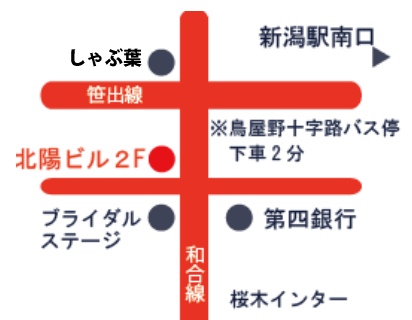 新潟駅南口
しゃぶ葉
笹出線
※鳥屋野十字路バス停
下車2分
北陽ビル2F
ブライダル
ステージ
第四銀行
和合線
桜木インター